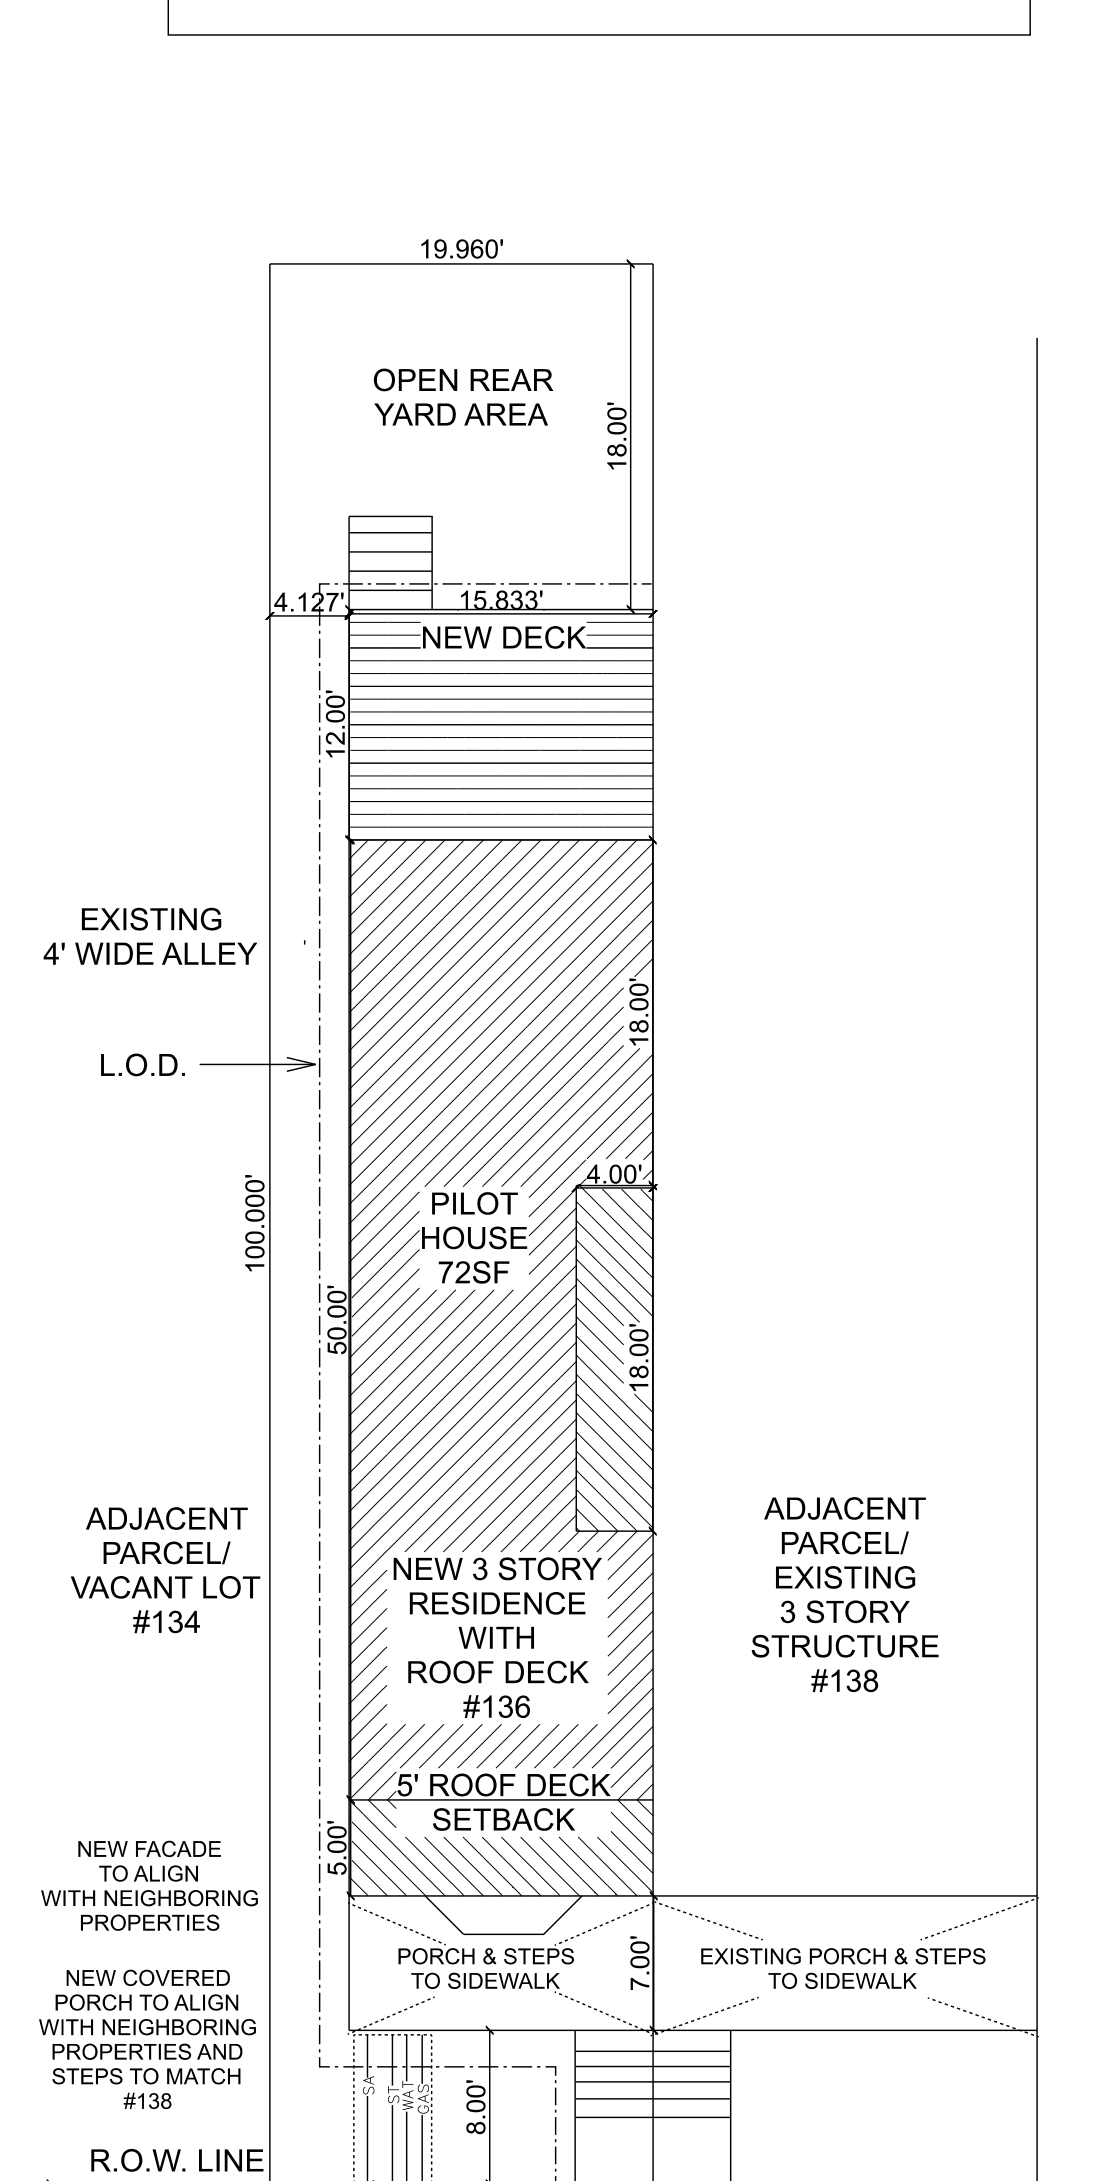 19.960'
OPEN REAR
YARD AREA
18.00'
4.127'
15.833'
NEW DECK
12.00'
EXISTING
4' WIDE ALLEY
18.00'
L.O.D.
4.00'
100.000'
PILOT
HOUSE
72SF
50.00'
18.00'
ADJACENT
PARCEL/
VACANT LOT
#134
NEW 3 STORY
RESIDENCE
WITH
ROOF DECK
#136
ADJACENT
PARCEL/
EXISTING
3 STORY
STRUCTURE
#138
5' ROOF DECK
SETBACK
5.00'
NEW FACADE
TO ALIGN
WITH NEIGHBORING
PROPERTIES
PORCH & STEPS
TO SIDEWALK
7.00'
EXISTING PORCH & STEPS
TO SIDEWALK
NEW COVERED
PORCH TO ALIGN
WITH NEIGHBORING
PROPERTIES AND
STEPS TO MATCH
#138
SA
ST
WAT
GAS
8.00'
R.O.W. LINE